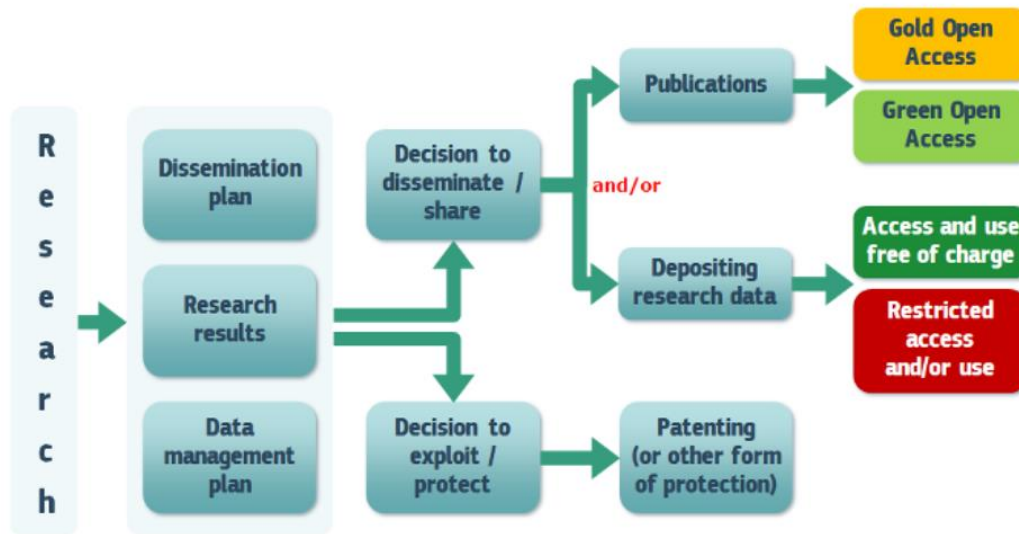 Research
Dissemination
plan
Research
results
Data
management
plan
Decision to
disseminate /
share
Decision to
exploit /
protect
and/or
Publications
Depositing
research data
Patenting
(or other form
of protection)
Gold Open
Access
Green Open
Access
Access and use
free of charge
Restricted
access
and/or use